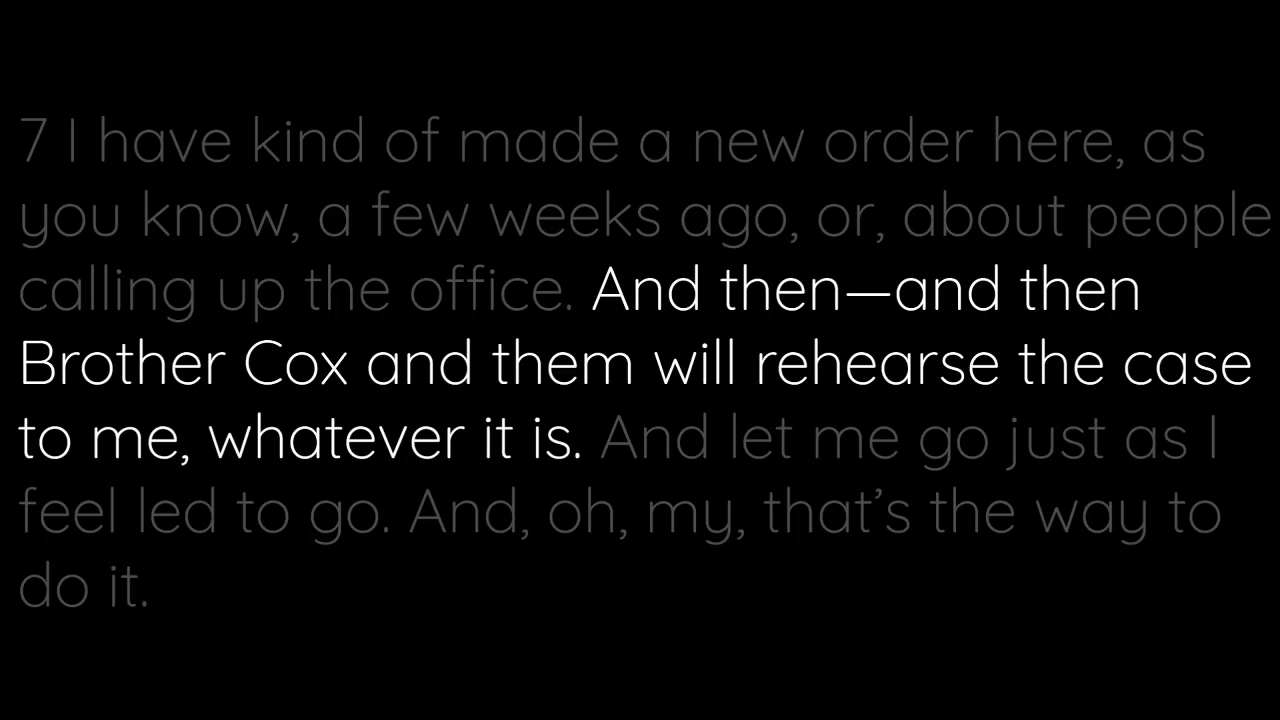 7 I have kind of made a new order here, as
you know, a few weeks ago, or, about people
calling up the office. And then—and then
Brother Cox and them will rehearse the case
to me, whatever it is. And let me go just as I
feel led to go. And, oh, my, that’s the way to
do it.